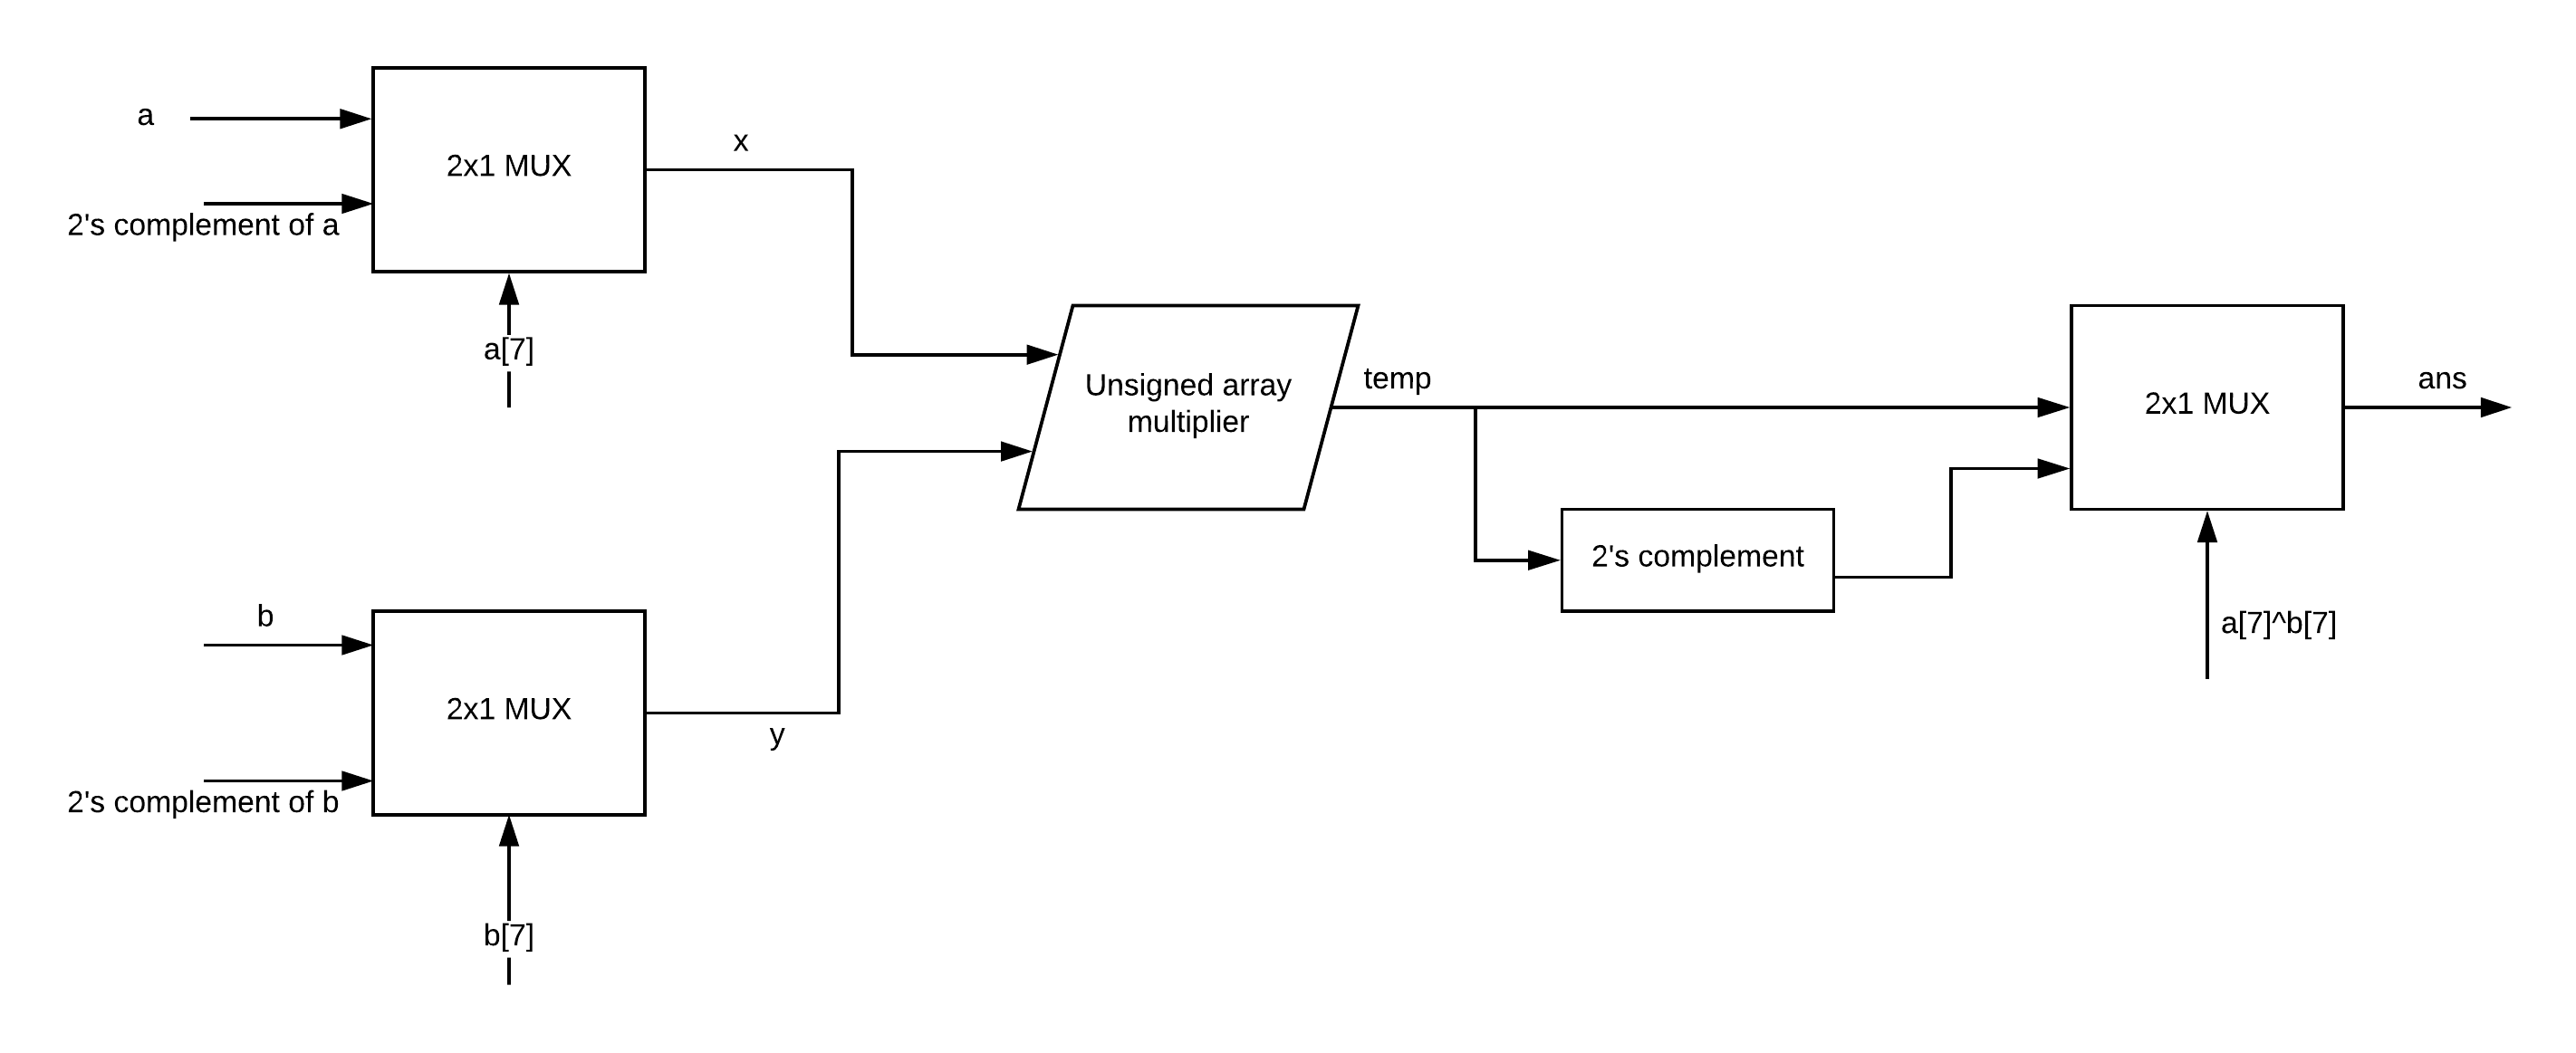 a
2x1 MUX
2's complement of a
a[7]
x
Unsigned array
multiplier
temp
2x1 MUX
ans
2's complement
a[7]^b[7]
b
2x1 MUX
2's complement of b
y
b[7]